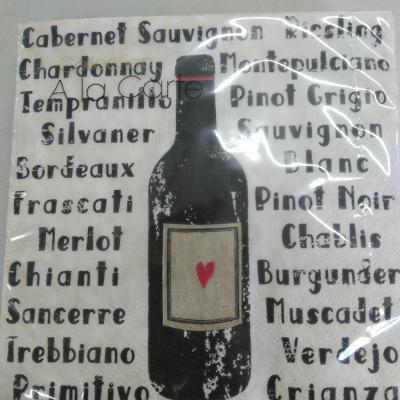 Cabernet Sauvignon Riesling
Chardonnay Montepulciano
Tempranillo Pinot Grigio
A la Carte
Silvaner Sauvignon
Bordeaux Blanc
Frascati Pinot Noir
Merlot Chablis
Chianti Burgunder
Sancerre Muscadet
Trebbiano Verdejo
Primitivo Crianza